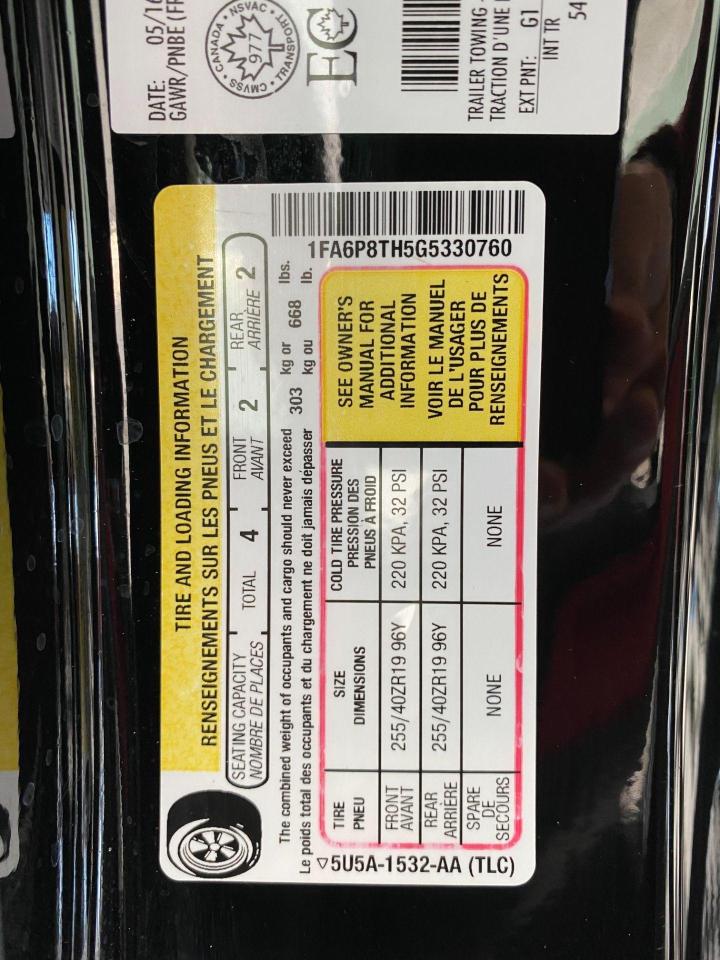 DATE: 05/16
GAWR/PNBE (FR
CANADA • NSVAC • TRANSPORT • CMVSS •
977
EC
TRAILER TOWING -
TRACTION D'UNE
EXT PNT: G1
INT TR
54
TIRE AND LOADING INFORMATION
RENSEIGNEMENTS SUR LES PNEUS ET LE CHARGEMENT
SEATING CAPACITY TOTAL 4 FRONT 2 REAR 2
NOMBRE DE PLACES AVANT ARRIÈRE
The combined weight of occupants and cargo should never exceed 303 kg or 668 lbs.
Le poids total des occupants et du chargement ne doit jamais dépasser kg ou lb.
1FA6P8TH5G5330760
TIRE SIZE COLD TIRE PRESSURE
PNEU DIMENSIONS PRESSION DES
PNEUS À FROID
FRONT 255/40ZR19 96Y 220 KPA, 32 PSI
AVANT
REAR 255/40ZR19 96Y 220 KPA, 32 PSI
ARRIÈRE
SPARE NONE NONE
DE
SECOURS
SEE OWNER'S
MANUAL FOR
ADDITIONAL
INFORMATION
VOIR LE MANUEL
DE L'USAGER
POUR PLUS DE
RENSEIGNEMENTS
▽5U5A-1532-AA (TLC)